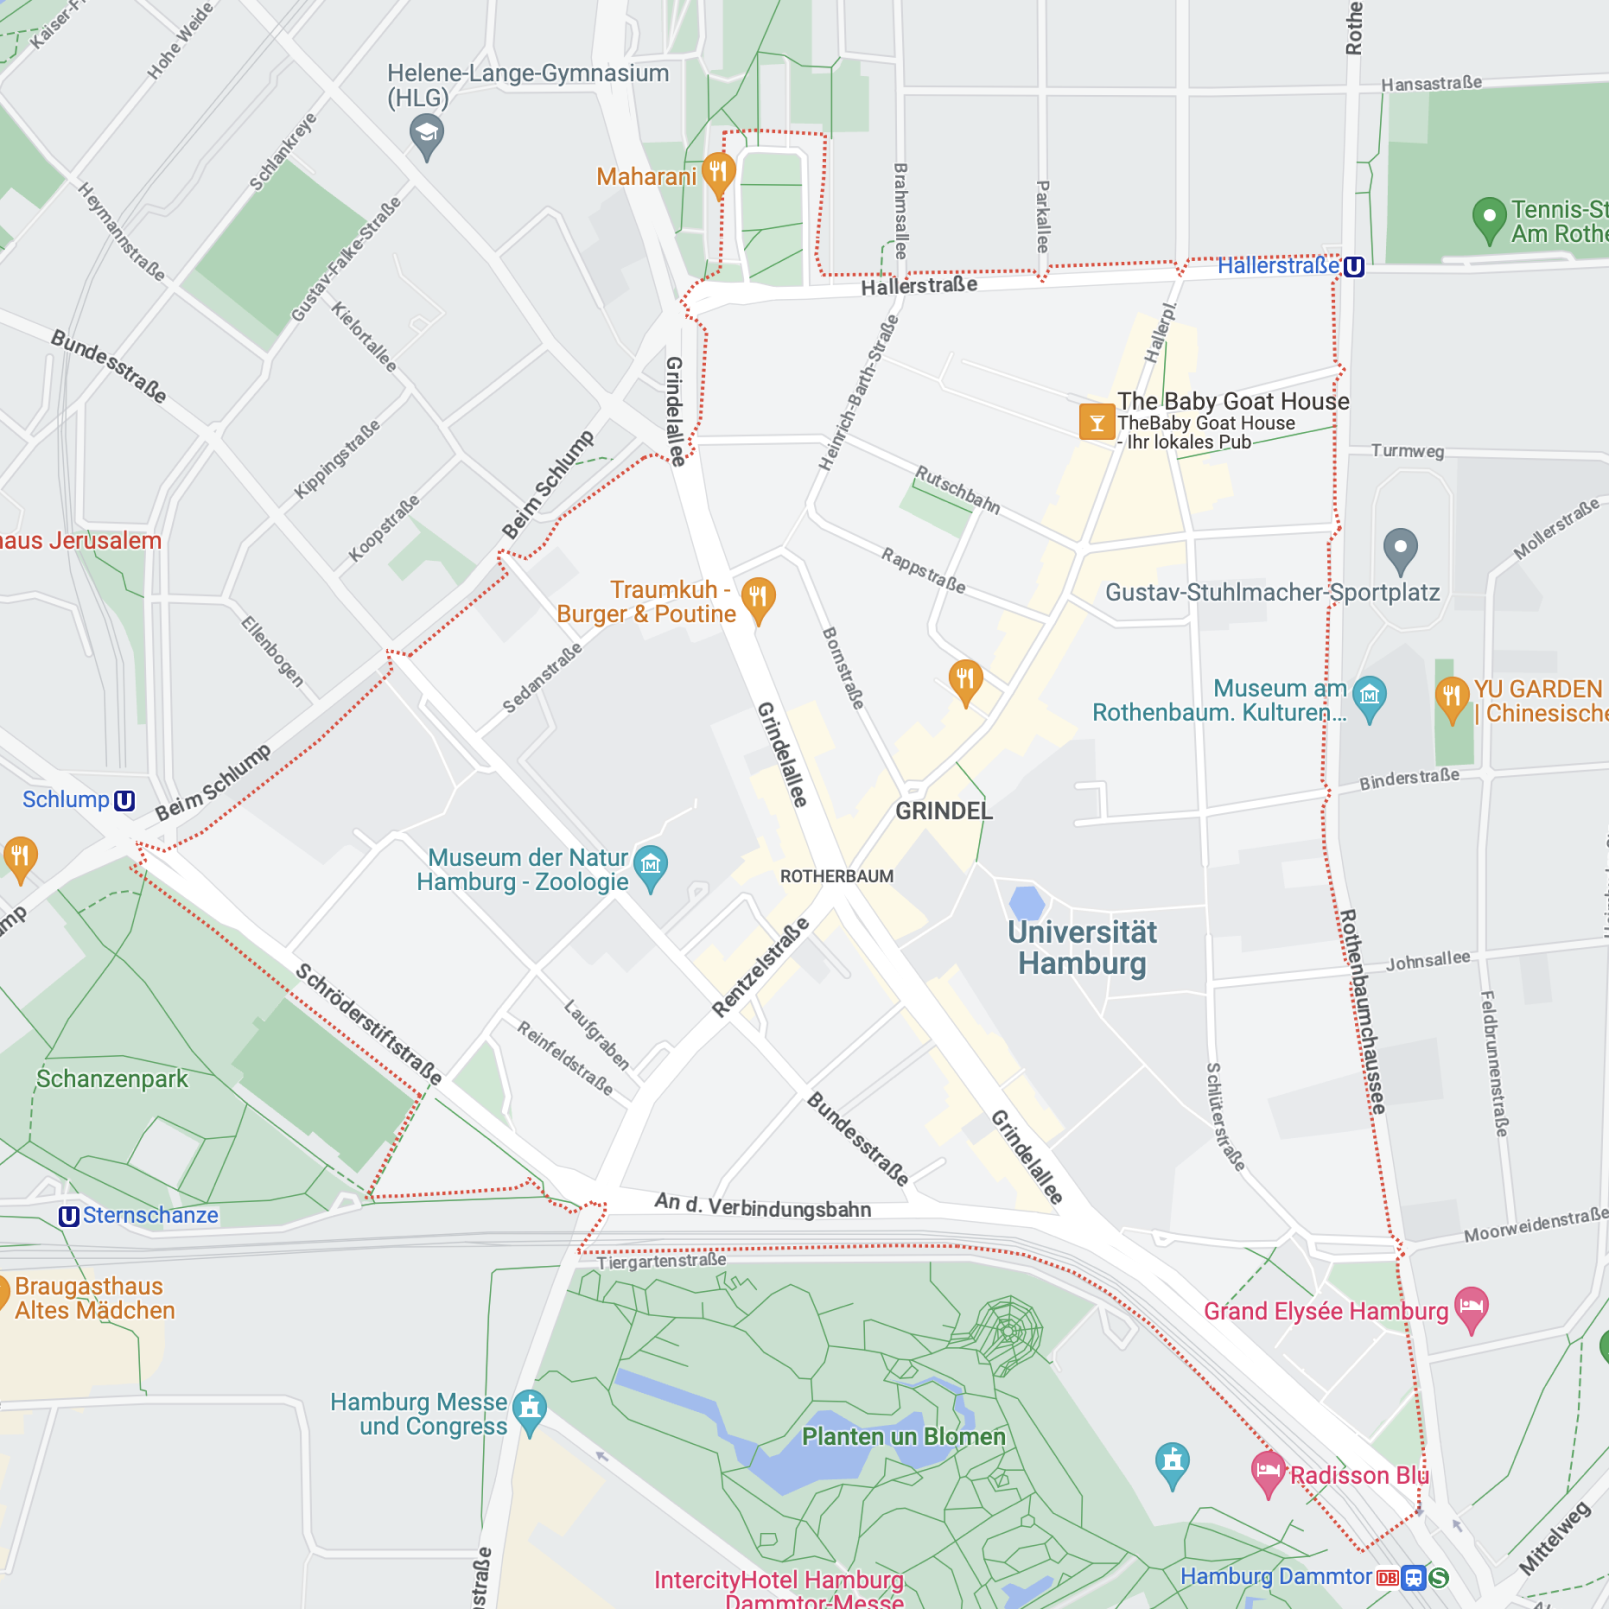 Hohe Weide
Rothe
Helene-Lange-Gymnasium
(HLG)
Hansastraße
Schlankreye
Maharani
Brahmsallee
Parkallee
Heymannstraße
Gustav-Falke-Straße
Tennis-St
Am Rothe
Hallerstraße
Hallerstraße
Kielortallee
Bundesstraße
Hallerpl.
Heinrich-Barth-Straße
Grindelallee
The Baby Goat House
TheBaby Goat House
- Ihr lokales Pub
Turmweg
Kippingstraße
Beim Schlump
Rutschbahn
Koopstraße
Mollerstraße
naus Jerusalem
Rappstraße
Traumkuh -
Burger & Poutine
Gustav-Stuhlmacher-Sportplatz
Ellenbogen
Sedanstraße
Bornstraße
Museum am
Rothenbaum. Kulturen...
YU GARDEN
| Chinesische
Grindelallee
Beim Schlump
Binderstraße
Schlump U
GRINDEL
Museum der Natur
Hamburg - Zoologie
ROTHERBAUM
Universität
Hamburg
Rentzelstraße
Rothenbaumchaussee
Johnsallee
Schröderstiftstraße
Laufgraben
Reinfeldstraße
Feldbrunnenstraße
Schanzenpark
Schlüterstraße
Bundesstraße
Grindelallee
An d. Verbindungsbahn
U Sternschanze
Moorweidenstraße
Tiergartenstraße
Braugasthaus
Altes Mädchen
Grand Elysée Hamburg
Hamburg Messe
und Congress
Planten un Blomen
Radisson Blu
Mittelweg
Hamburg Dammtor DB S
IntercityHotel Hamburg
Dammtor-Messe